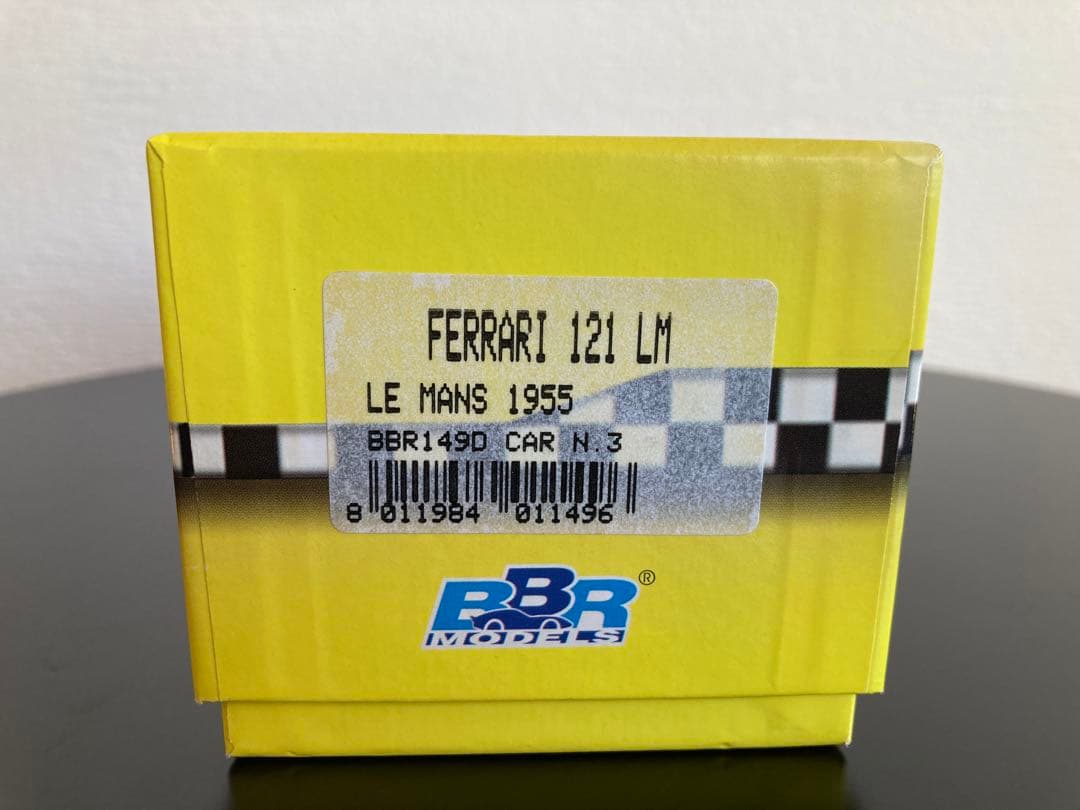 FERRARI 121 LM
LE MANS 1955
BBR149D CAR N.3
8 011984 011496
BBR®
MODELS